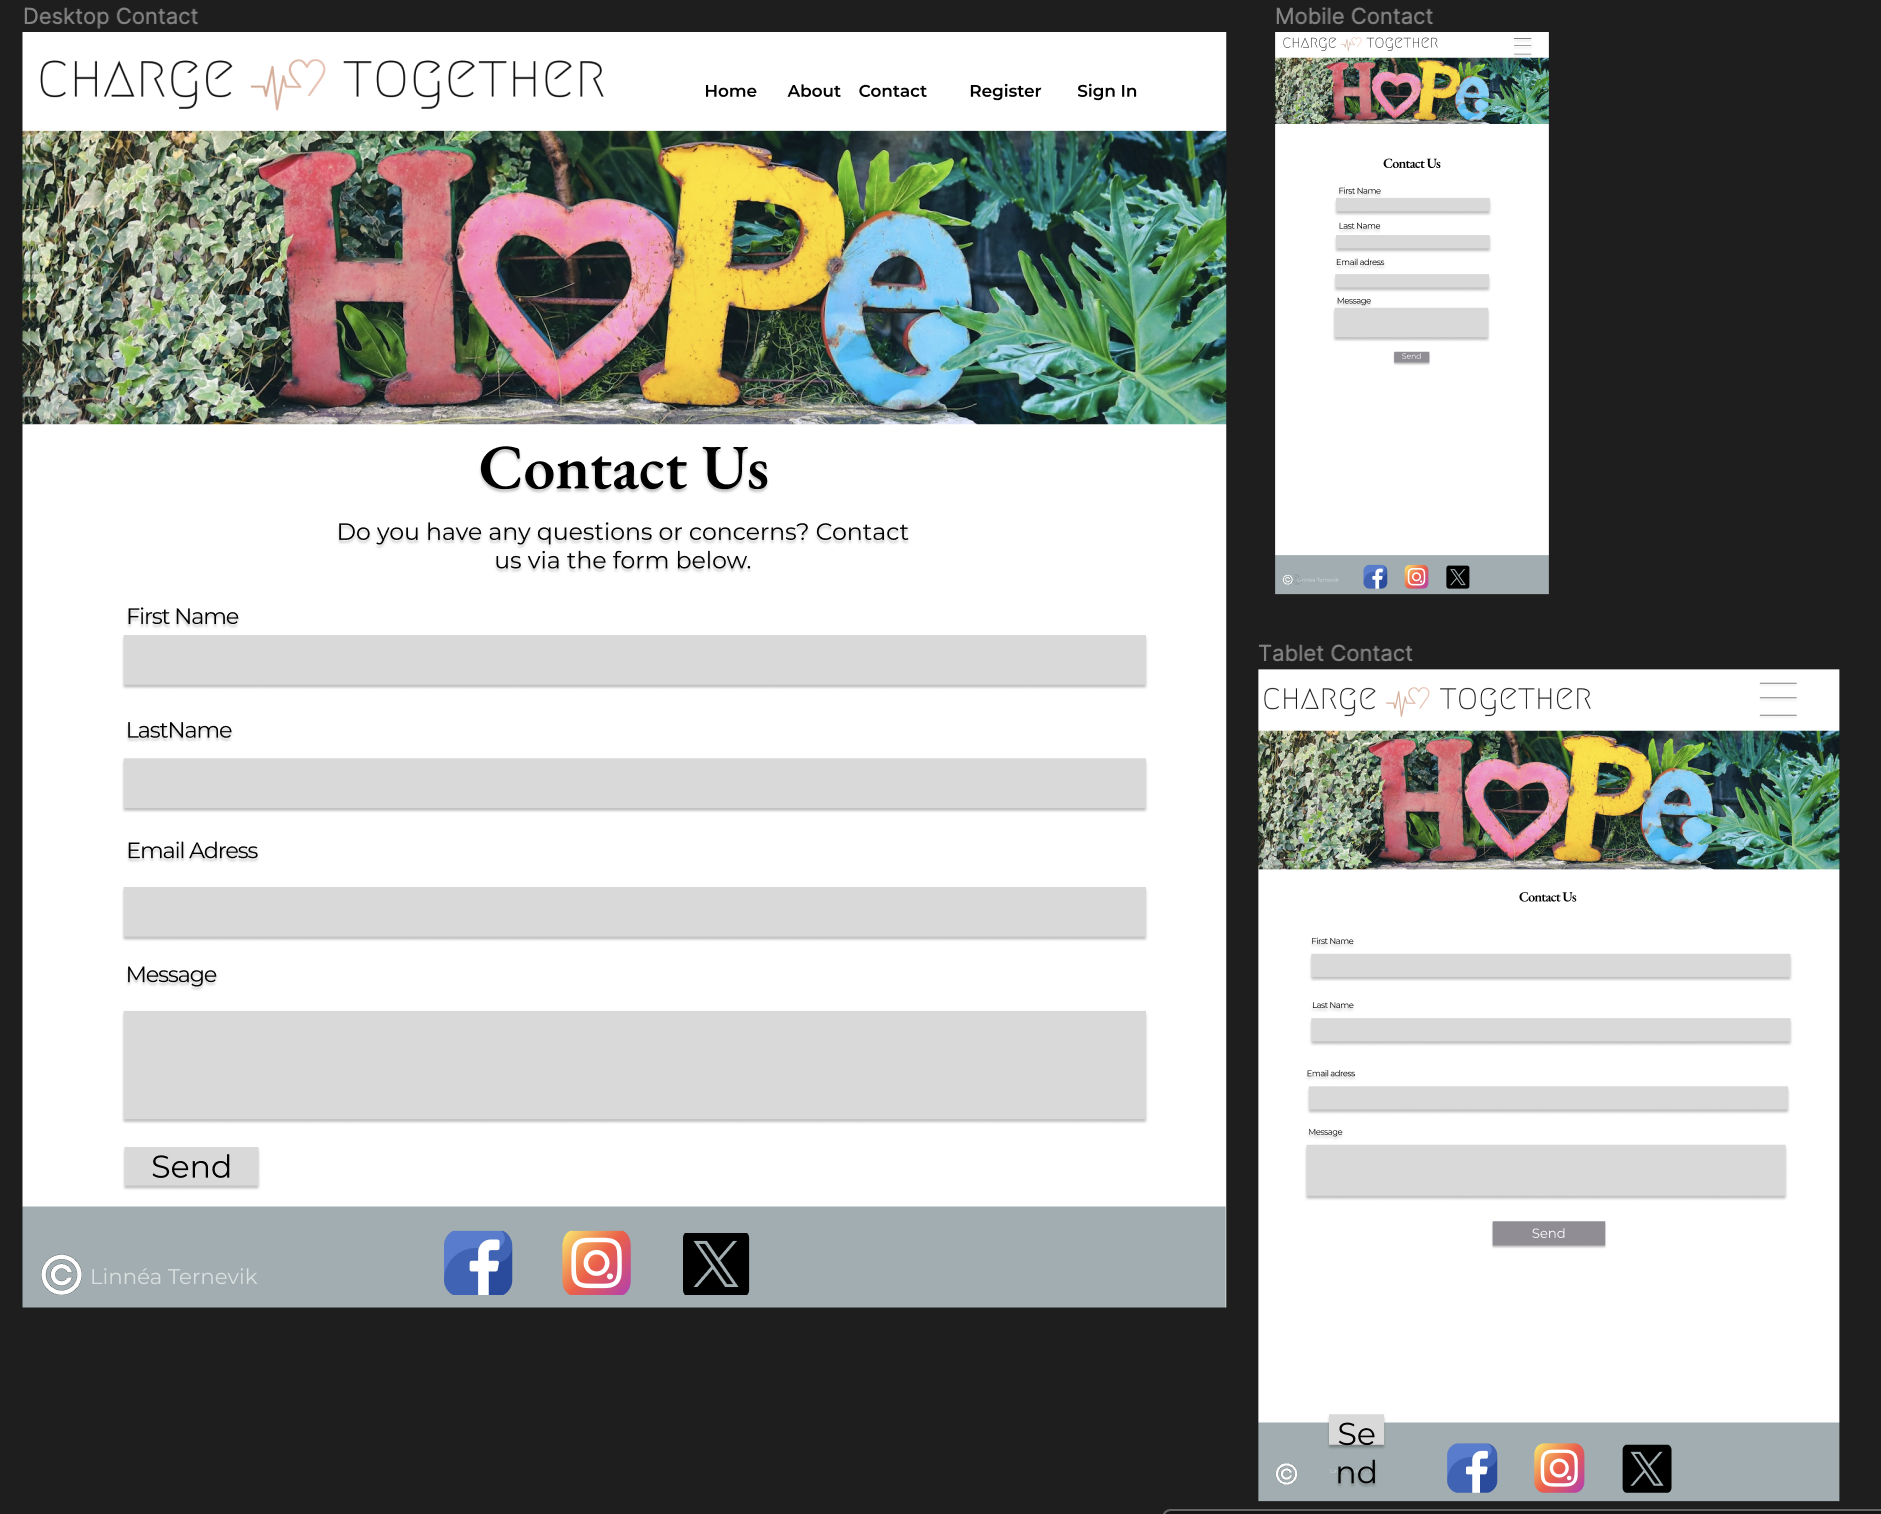 Desktop Contact
CHARGE TOGETHER
Home About Contact Register Sign In
HOPe
Contact Us
Do you have any questions or concerns? Contact
us via the form below.
First Name
LastName
Email Adress
Message
Send
© Linnéa Ternevik
Mobile Contact
CHARGE TOGETHER
HOPe
Contact Us
First Name
Last Name
Email adress
Message
Send
© Linnéa Ternevik
Tablet Contact
CHARGE TOGETHER
HOPe
Contact Us
First Name
Last Name
Email adress
Message
Send
Se
nd
©